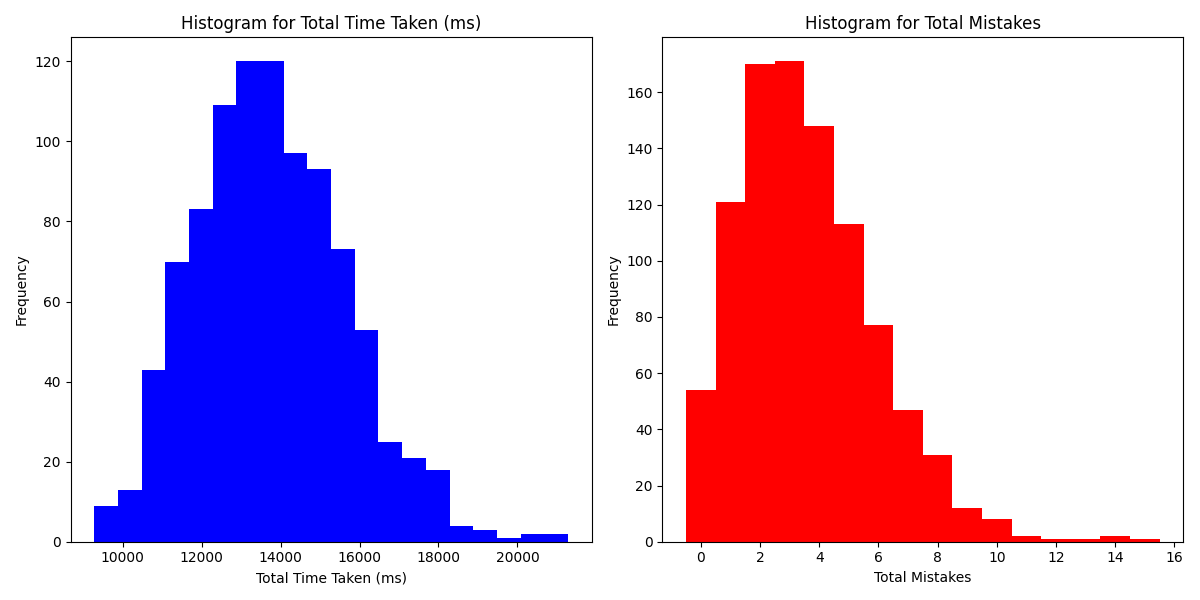 Histogram for Total Time Taken (ms)
Frequency
120
100
80
60
40
20
0
10000 12000 14000 16000 18000 20000
Total Time Taken (ms)
Histogram for Total Mistakes
Frequency
160
140
120
100
80
60
40
20
0
0 2 4 6 8 10 12 14 16
Total Mistakes